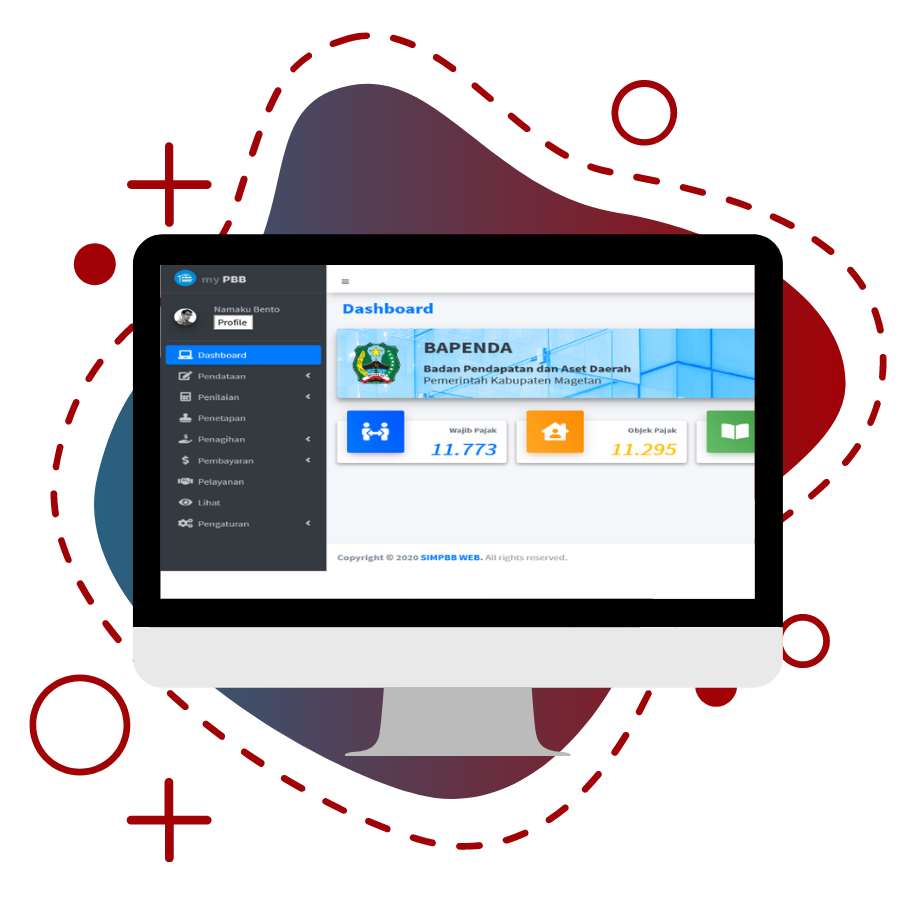 my PBB
Namaku Bento
Profile
Dashboard
Pendataan
Penilaian
Penetapan
Penagihan
Pembayaran
Pelayanan
Lihat
Pengaturan
Dashboard
BAPENDA
Badan Pendapatan dan Aset Daerah
Pemerintah Kabupaten Magetan
Wajib Pajak
11.773
Objek Pajak
11.295
Copyright © 2020 SIMPBB WEB. All rights reserved.